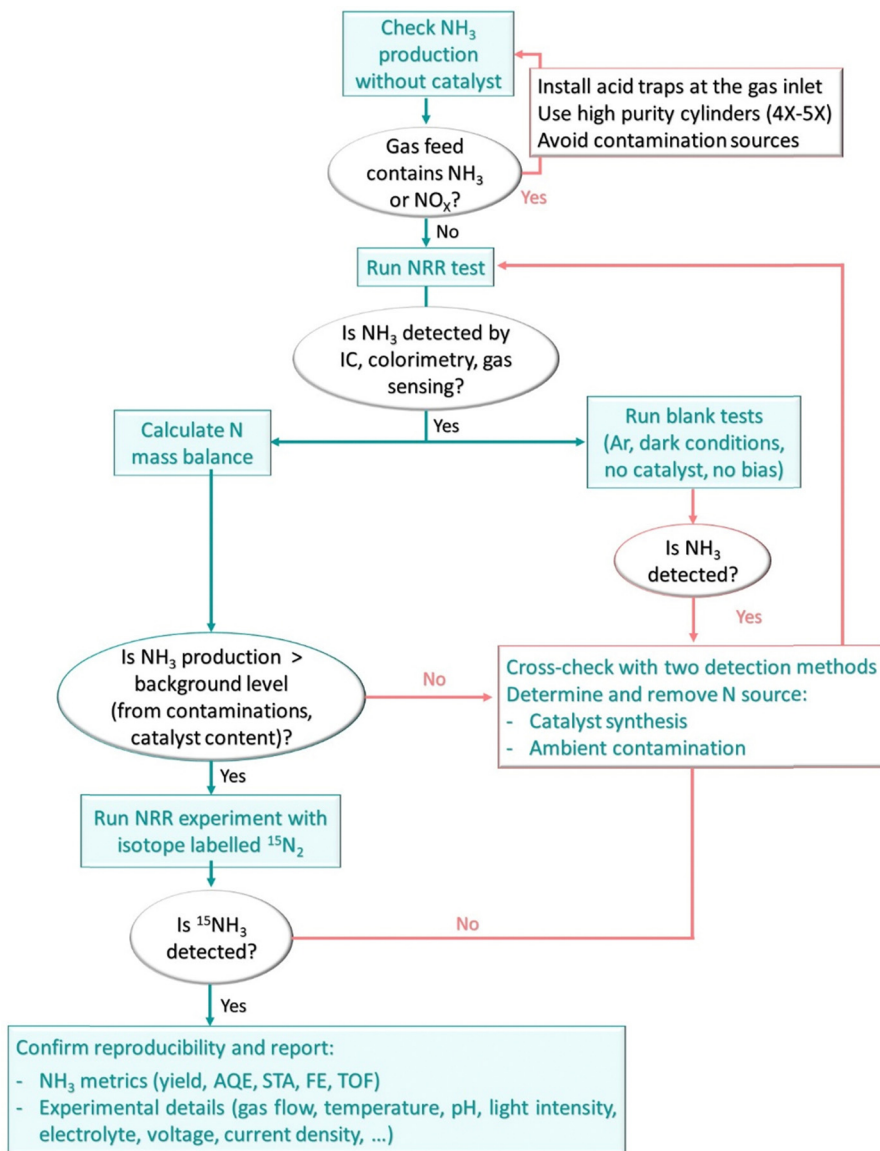 Check NH₃
production
without catalyst
Install acid traps at the gas inlet
Use high purity cylinders (4X-5X)
Avoid contamination sources
Gas feed
contains NH₃
or NOₓ?
Yes
No
Run NRR test
Is NH₃ detected by
IC, colorimetry, gas
sensing?
Yes
Calculate N
mass balance
Run blank tests
(Ar, dark conditions,
no catalyst, no bias)
Is NH₃
detected?
Yes
Is NH₃ production >
background level
(from contaminations,
catalyst content)?
No
Cross-check with two detection methods
Determine and remove N source:
- Catalyst synthesis
- Ambient contamination
Yes
Run NRR experiment with
isotope labelled ¹⁵N₂
Is ¹⁵NH₃
detected?
No
Yes
Confirm reproducibility and report:
- NH₃ metrics (yield, AQE, STA, FE, TOF)
- Experimental details (gas flow, temperature, pH, light intensity,
electrolyte, voltage, current density, ...)